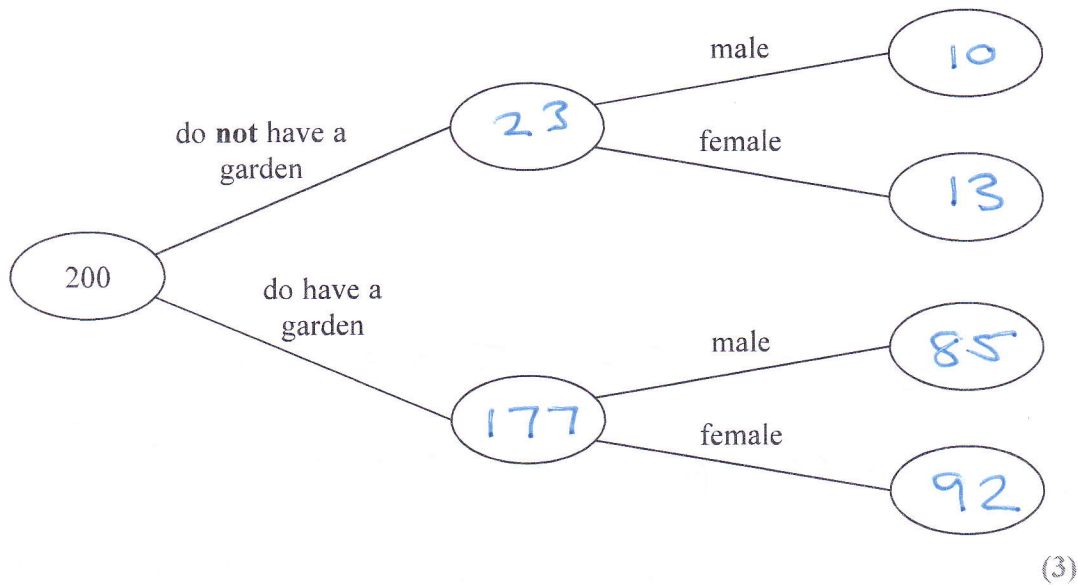 male
10
do not have a
garden
23
female
13
200
do have a
garden
male
85
177
female
92
(3)